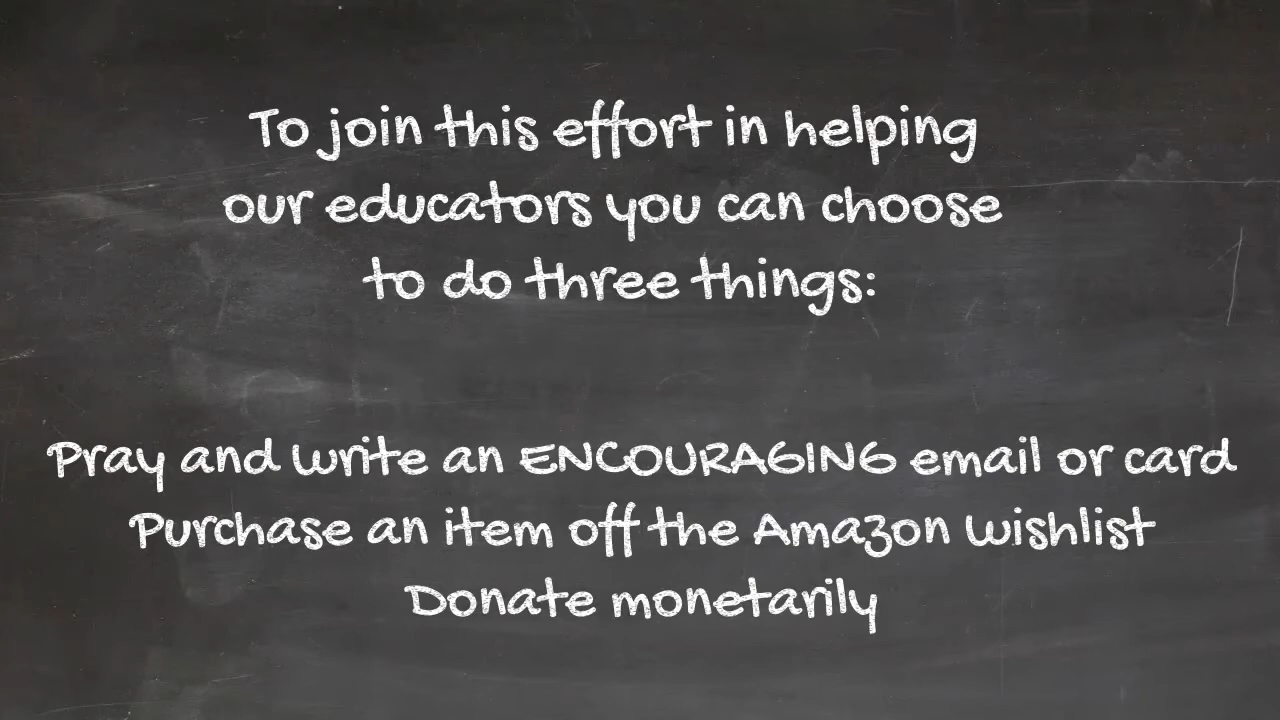 To join this effort in helping
our educators you can choose
to do three things:
Pray and write an ENCOURAGING email or card
Purchase an item off the Amazon Wishlist
Donate monetarily